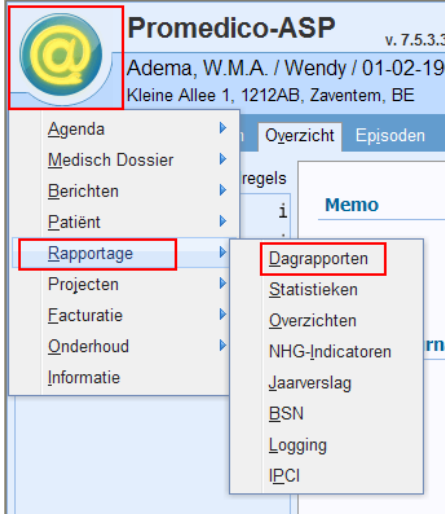 @
Promedico-ASP
v. 7.5.3.3
Adema, W.M.A. / Wendy / 01-02-19
Kleine Allee 1, 1212AB, Zaventem, BE
Overzicht Episoden
regels
i
Memo
Agenda
Medisch Dossier
Berichten
Patiënt
Rapportage
Projecten
Facturatie
Onderhoud
Informatie
Dagrapporten
Statistieken
Overzichten
NHG-Indicatoren
Jaarverslag
BSN
Logging
IPCI